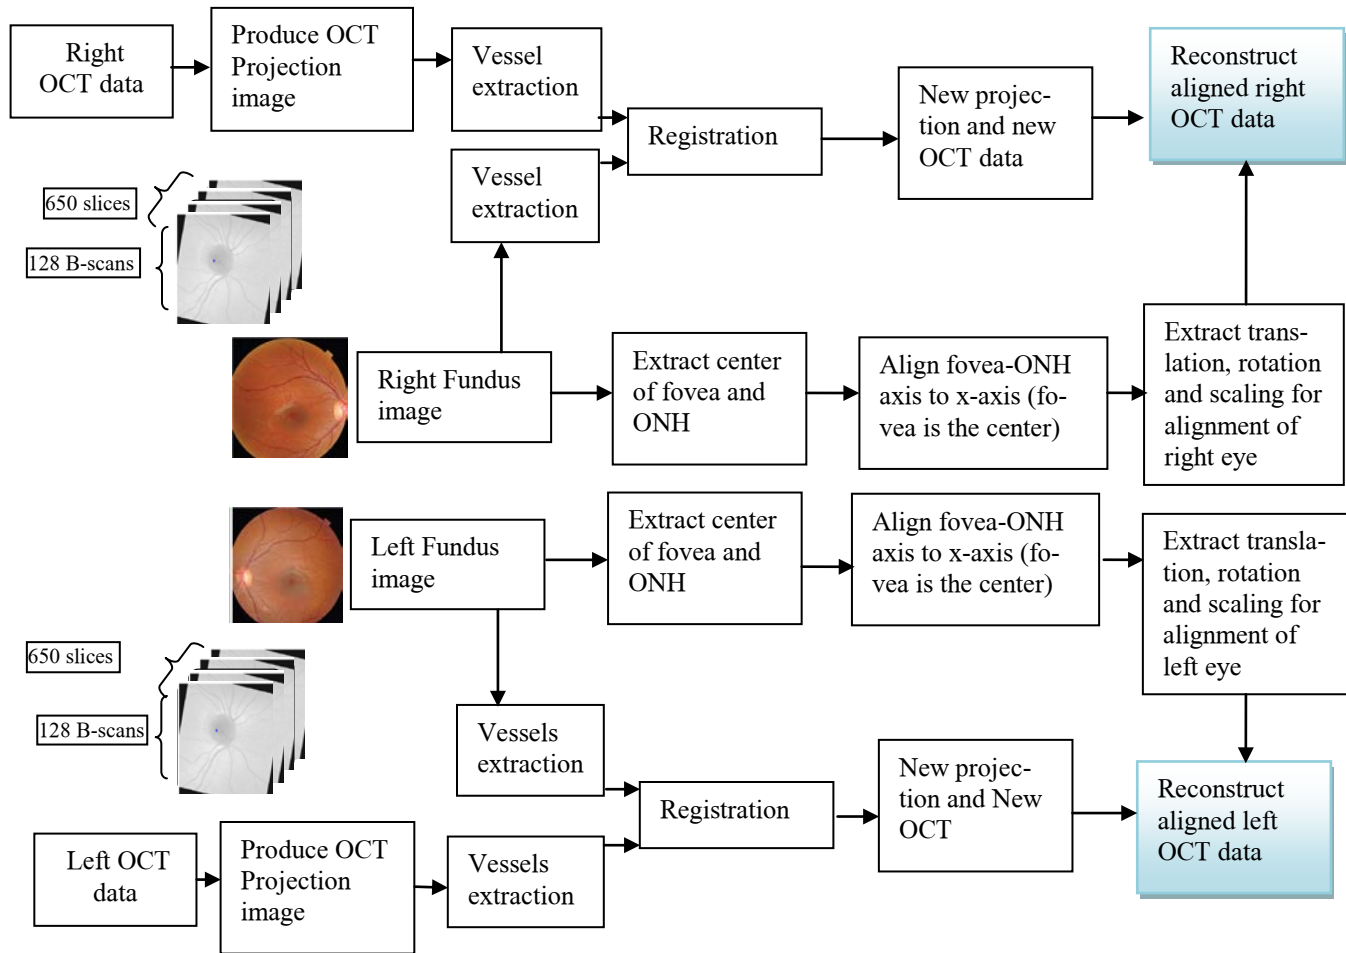 Right
OCT data
Produce OCT
Projection
image
Vessel
extraction
Vessel
extraction
Registration
New projec-
tion and new
OCT data
Reconstruct
aligned right
OCT data
650 slices
128 B-scans
Right Fundus
image
Extract center
of fovea and
ONH
Align fovea-ONH
axis to x-axis (fo-
vea is the center)
Extract trans-
lation, rotation
and scaling for
alignment of
right eye
Left Fundus
image
Extract center
of fovea and
ONH
Align fovea-ONH
axis to x-axis (fo-
vea is the center)
Extract transla-
tion, rotation
and scaling for
alignment of
left eye
650 slices
128 B-scans
Vessels
extraction
Registration
New projec-
tion and New
OCT
Reconstruct
aligned left
OCT data
Left OCT
data
Produce OCT
Projection
image
Vessels
extraction